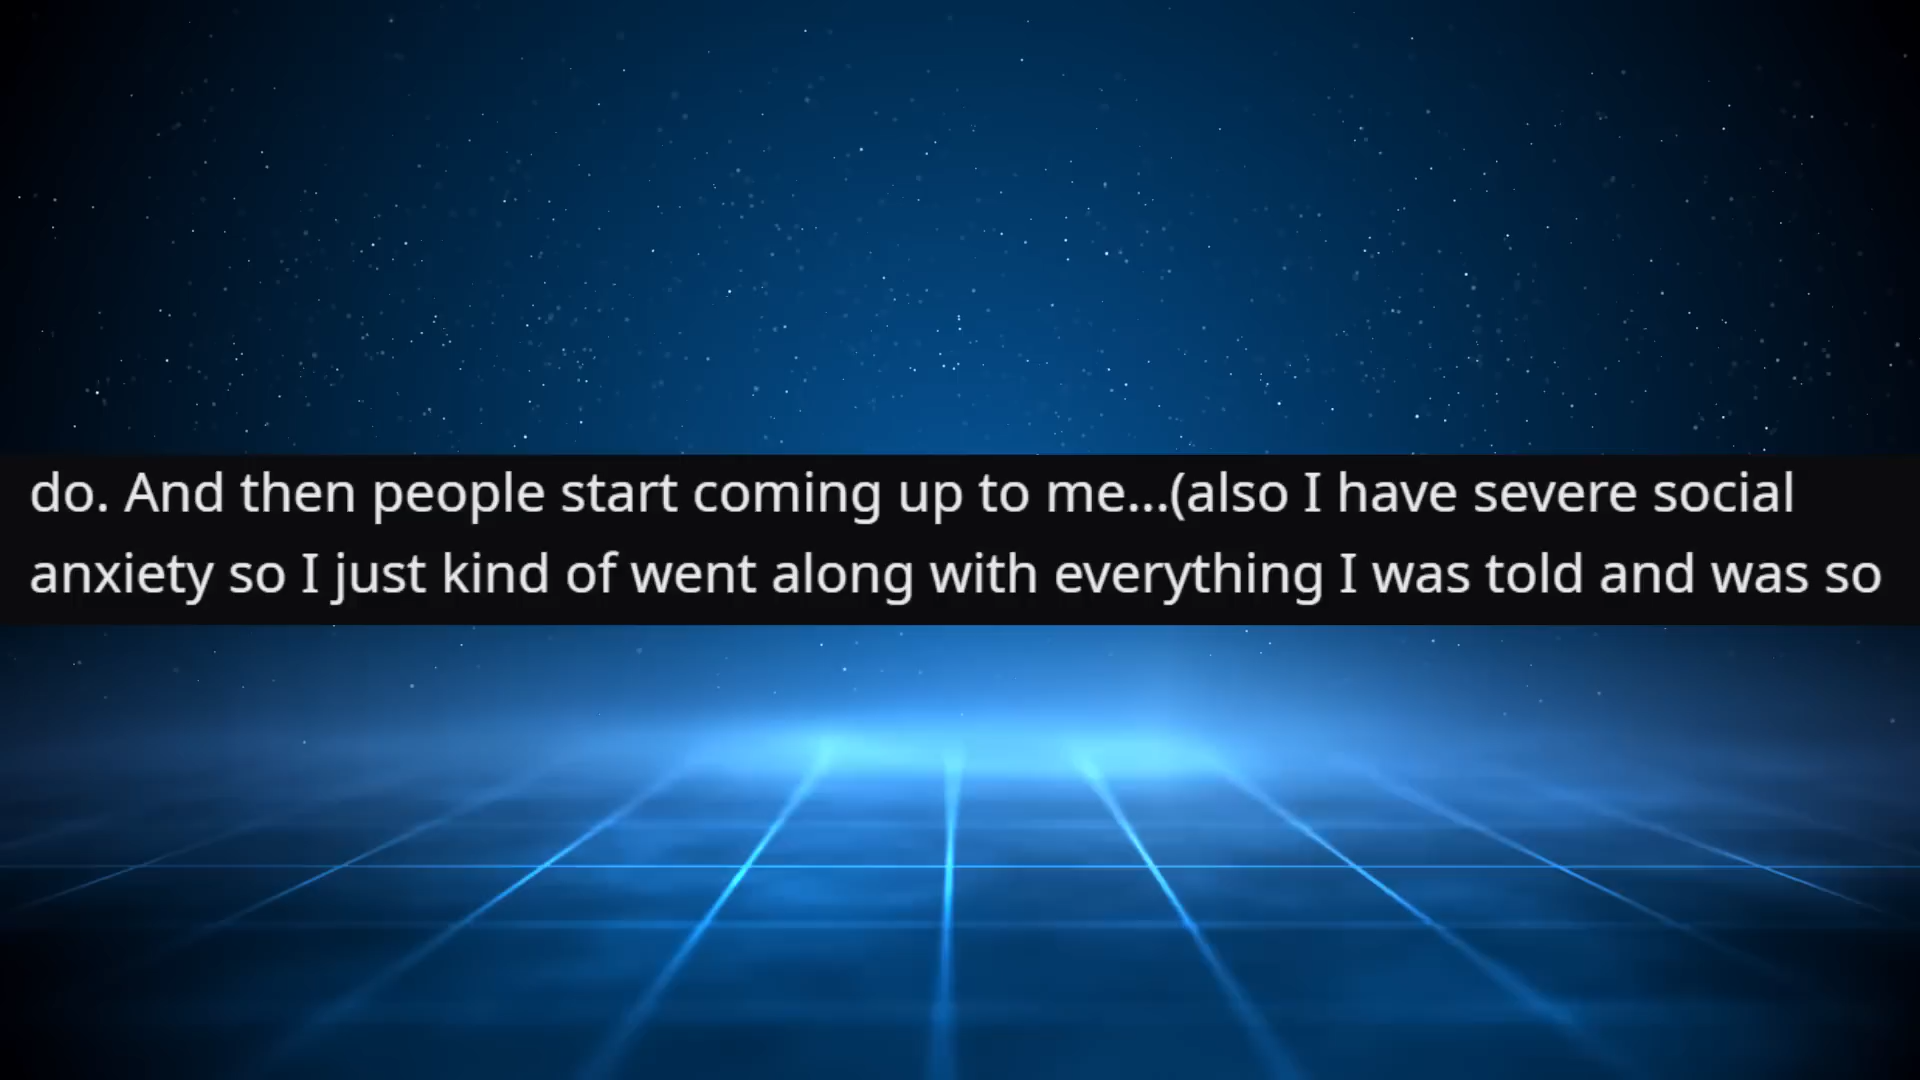 do. And then people start coming up to me...(also I have severe social
anxiety so I just kind of went along with everything I was told and was so